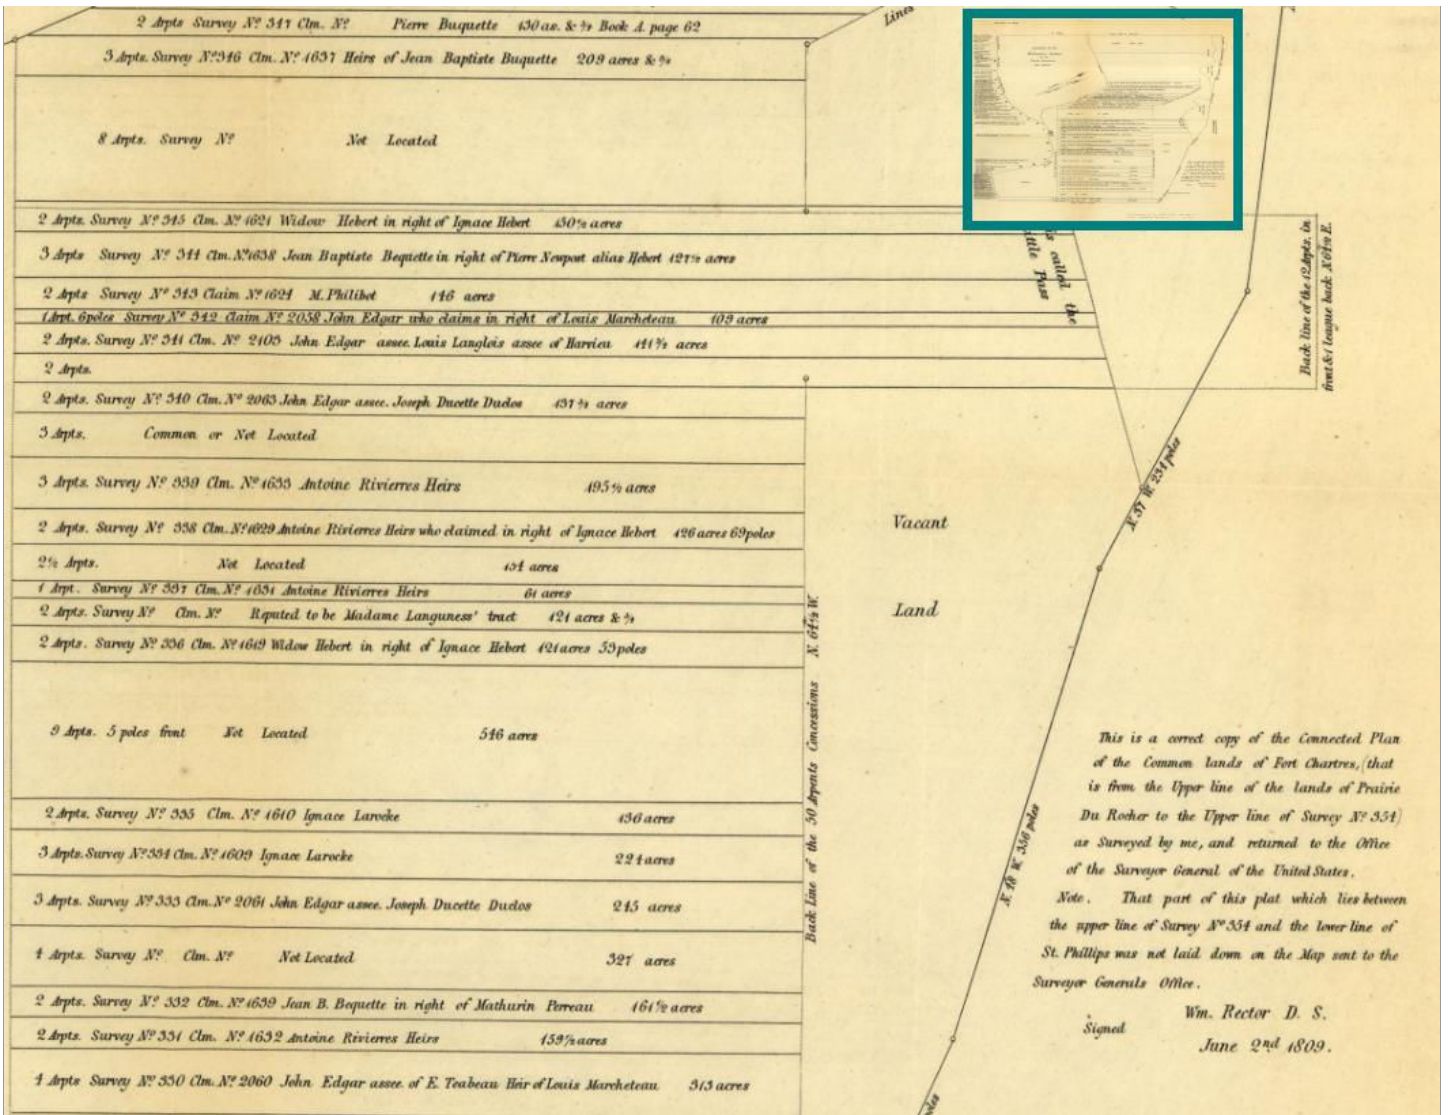 2 Arpts Survey Nº 347 Clm. Nº Pierre Buquette 130 ac. & ¾ Book A. page 62
3 Arpts. Survey Nº 346 Clm. Nº 1637 Heirs of Jean Baptiste Buquette 209 acres & ¾
8 Arpts. Survey Nº Not Located
2 Arpts. Survey Nº 345 Clm. Nº 1621 Widow Hebert in right of Ignace Hebert acres
3 Arpts Survey Nº 344 Clm. Nº 1638 Jean Baptiste Bequette in right of Pierre Newport alias Hebert acres
2 Arpts Survey Nº 343 Claim Nº 1624 M. Philibot 116 acres
1 Arpt. 6 poles Survey Nº 342 Claim Nº 2058 John Edgar who claims in right of Louis Marcheteau 109 acres
2 Arpts. Survey Nº 341 Clm. Nº 2105 John Edgar assee. Louis Langlois assee of Harrieu acres
2 Arpts.
2 Arpts. Survey Nº 340 Clm. Nº 2063 John Edgar assee. Joseph Ducette Duclos acres
3 Arpts. Common or Not Located
3 Arpts. Survey Nº 339 Clm. Nº 1633 Antoine Rivierres Heirs acres
2 Arpts. Survey Nº 338 Clm. Nº 1629 Antoine Rivierres Heirs who claimed in right of Ignace Hebert 126 acres 69 poles
2½ Arpts. Not Located 151 acres
1 Arpt. Survey Nº 337 Clm. Nº 1631 Antoine Rivierres Heirs 61 acres
2 Arpts. Survey Nº Clm. Nº Reputed to be Madame Languness' tract 121 acres & ¾
2 Arpts. Survey Nº 336 Clm. Nº 1619 Widow Hebert in right of Ignace Hebert 121 acres 53 poles
9 Arpts. 5 poles front Not Located 546 acres
2 Arpts. Survey Nº 335 Clm. Nº 1610 Ignace Larocke 136 acres
3 Arpts. Survey Nº 334 Clm. Nº 1609 Ignace Larocke 221 acres
3 Arpts. Survey Nº 333 Clm. Nº 2061 John Edgar assee. Joseph Ducette Duclos 245 acres
4 Arpts. Survey Nº Clm. Nº Not Located 327 acres
2 Arpts. Survey Nº 332 Clm. Nº 1639 Jean B. Bequette in right of Mathurin Perreau 161½ acres
2 Arpts. Survey Nº 331 Clm. Nº 1632 Antoine Rivierres Heirs 159½ acres
4 Arpts Survey Nº 330 Clm. Nº 2060 John Edgar assee. of E. Teabeau Heir of Louis Marcheteau 313 acres
Back Line of the 50 Arpents Concessions N. 64½ W.
Lines
is called the
Cattle Pass
Back line of the 12 Arpts. in
front & 1 league back N 64½ E.
N. 37 W. 234 poles
Vacant
Land
N. 18 W. 356 poles
poles
This is a correct copy of the Connected Plan
of the Common lands of Fort Chartres, (that
is from the Upper line of the lands of Prairie
Du Rocher to the Upper line of Survey Nº 354)
as Surveyed by me, and returned to the Office
of the Surveyor General of the United States.
Note. That part of this plat which lies between
the upper line of Survey Nº 354 and the lower line of
St. Phillips was not laid down on the Map sent to the
Surveyor Generals Office.
Wm. Rector D. S.
Signed
June 2nd 1809.